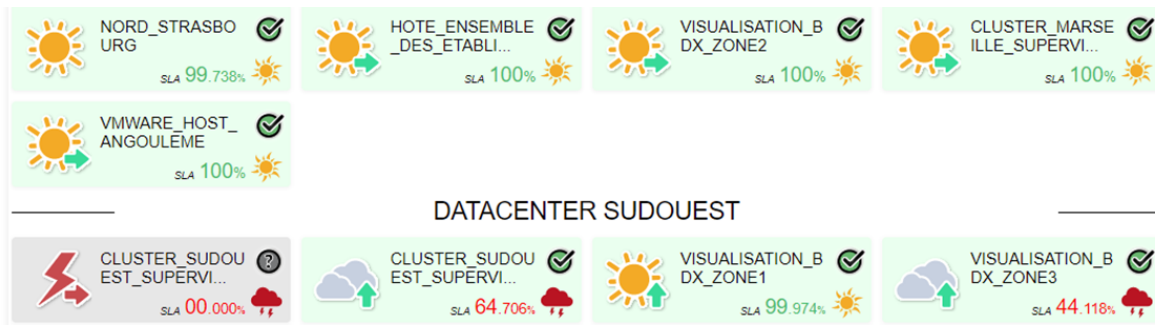 NORD_STRASBO
URG
SLA 99.738%
HOTE_ENSEMBLE
_DES_ETABLI...
SLA 100%
VISUALISATION_B
DX_ZONE2
SLA 100%
CLUSTER_MARSE
ILLE_SUPERVI...
SLA 100%
VMWARE_HOST_
ANGOULEME
SLA 100%
DATACENTER SUDOUEST
CLUSTER_SUDOU
EST_SUPERVI...
?
SLA 00.000%
CLUSTER_SUDOU
EST_SUPERVI...
SLA 64.706%
VISUALISATION_B
DX_ZONE1
SLA 99.974%
VISUALISATION_B
DX_ZONE3
SLA 44.118%